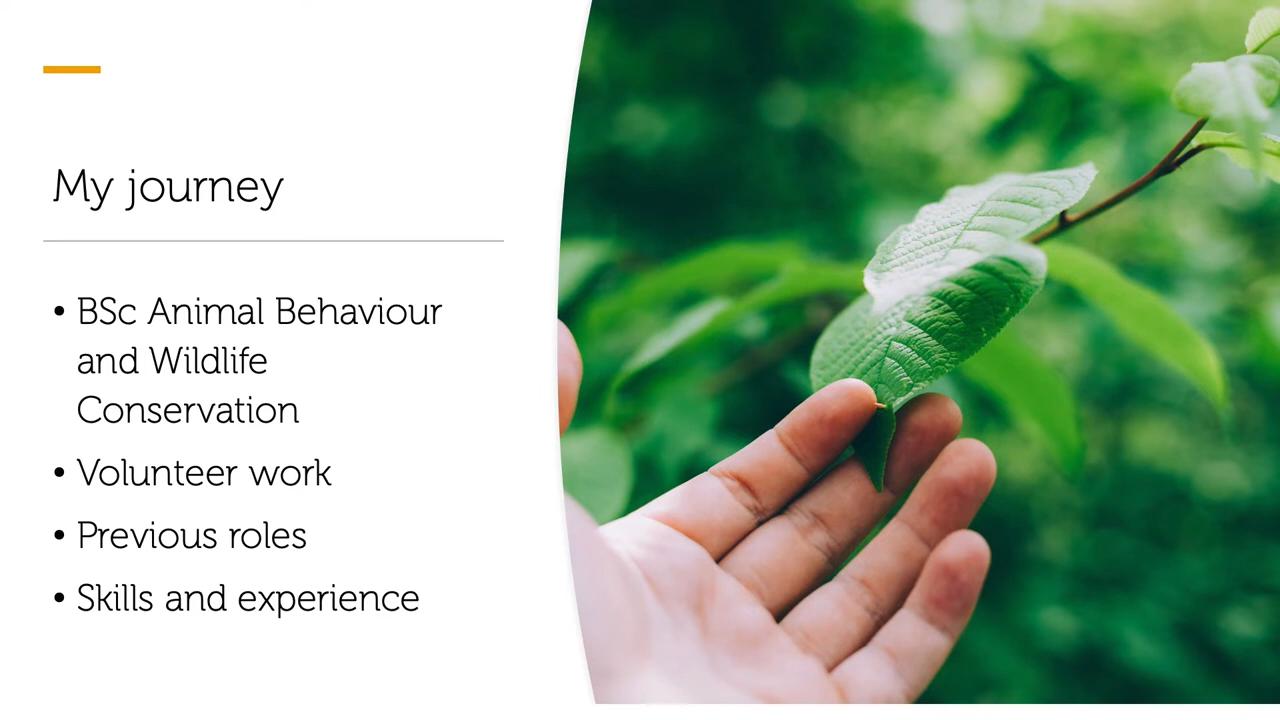 My journey
• BSc Animal Behaviour
and Wildlife
Conservation
• Volunteer work
• Previous roles
• Skills and experience